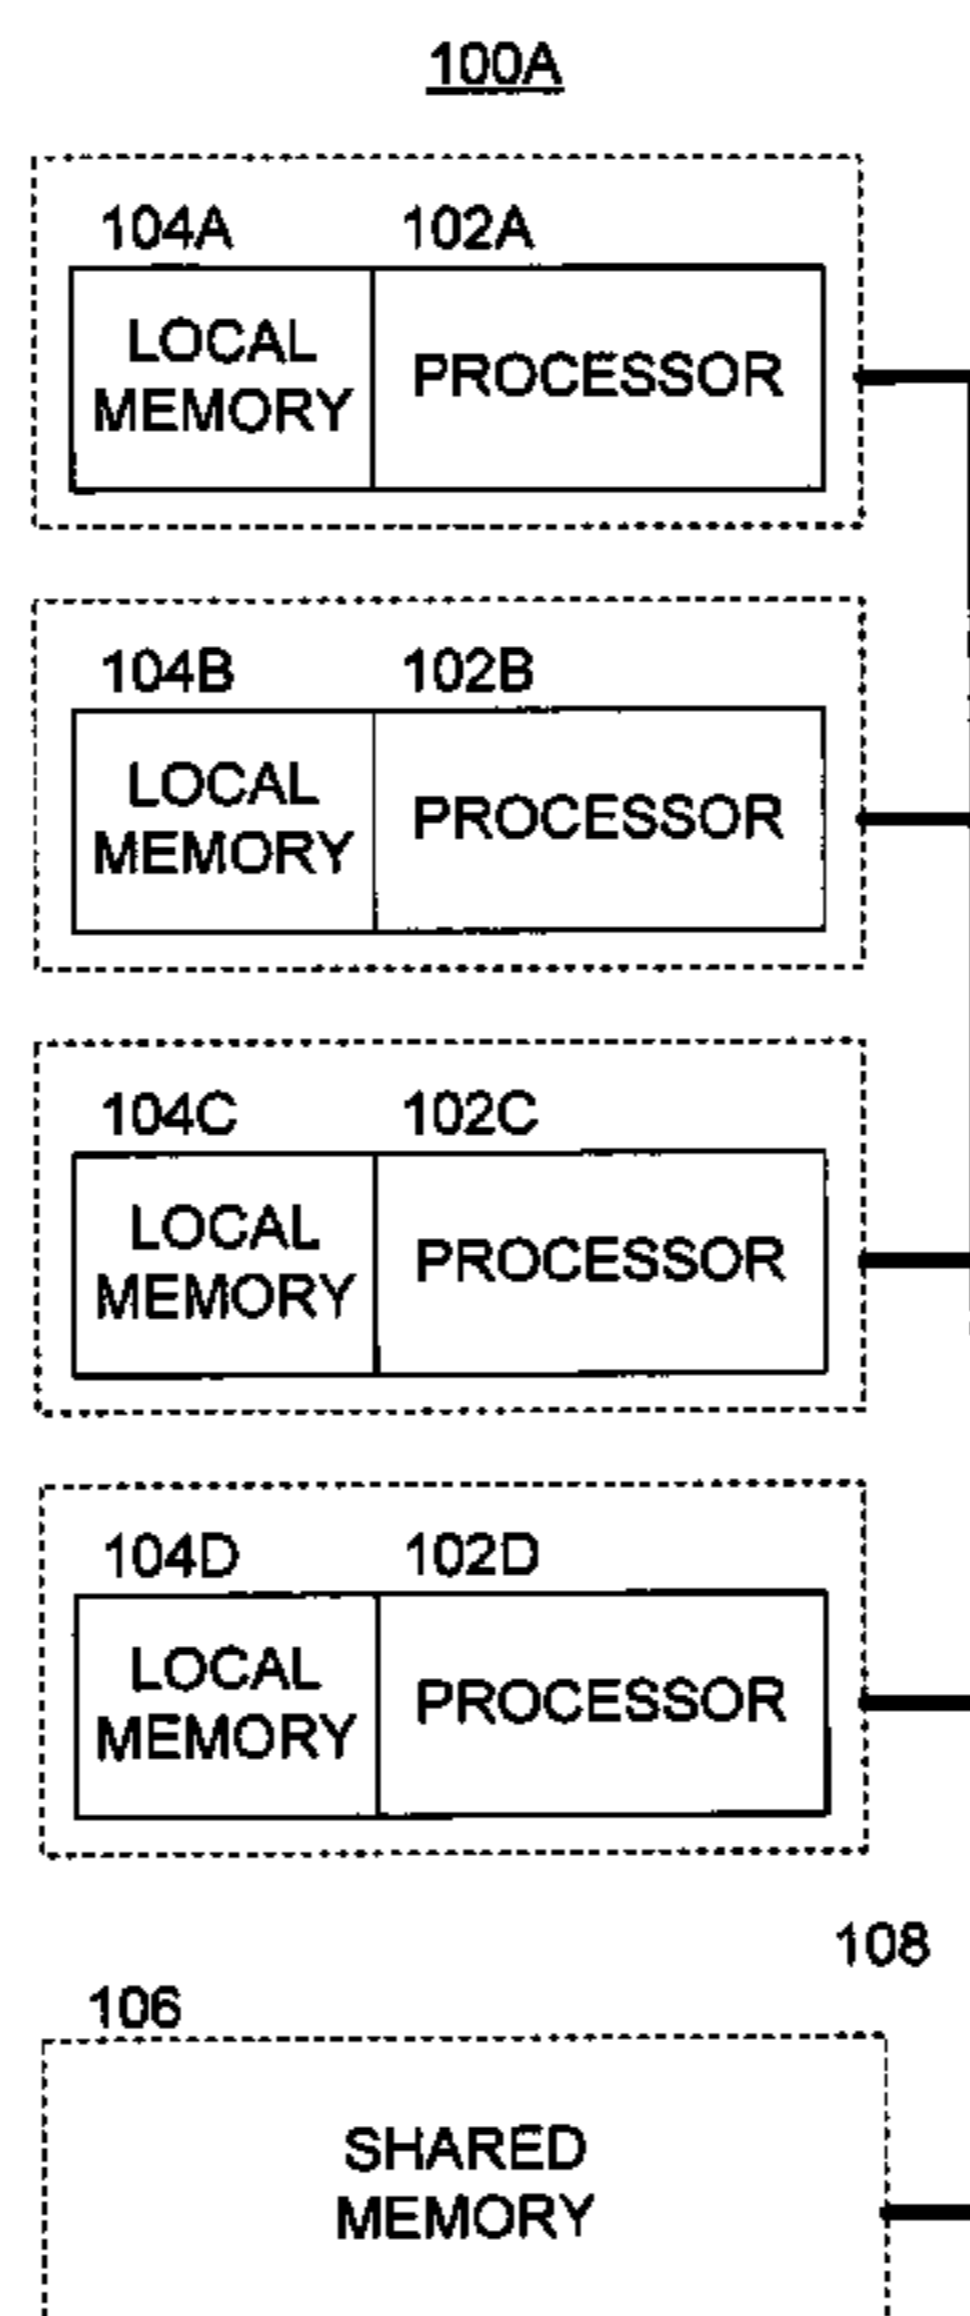 100A
104A 102A
LOCAL
MEMORY
PROCESSOR
104B 102B
LOCAL
MEMORY
PROCESSOR
104C 102C
LOCAL
MEMORY
PROCESSOR
104D 102D
LOCAL
MEMORY
PROCESSOR
108
106
SHARED
MEMORY